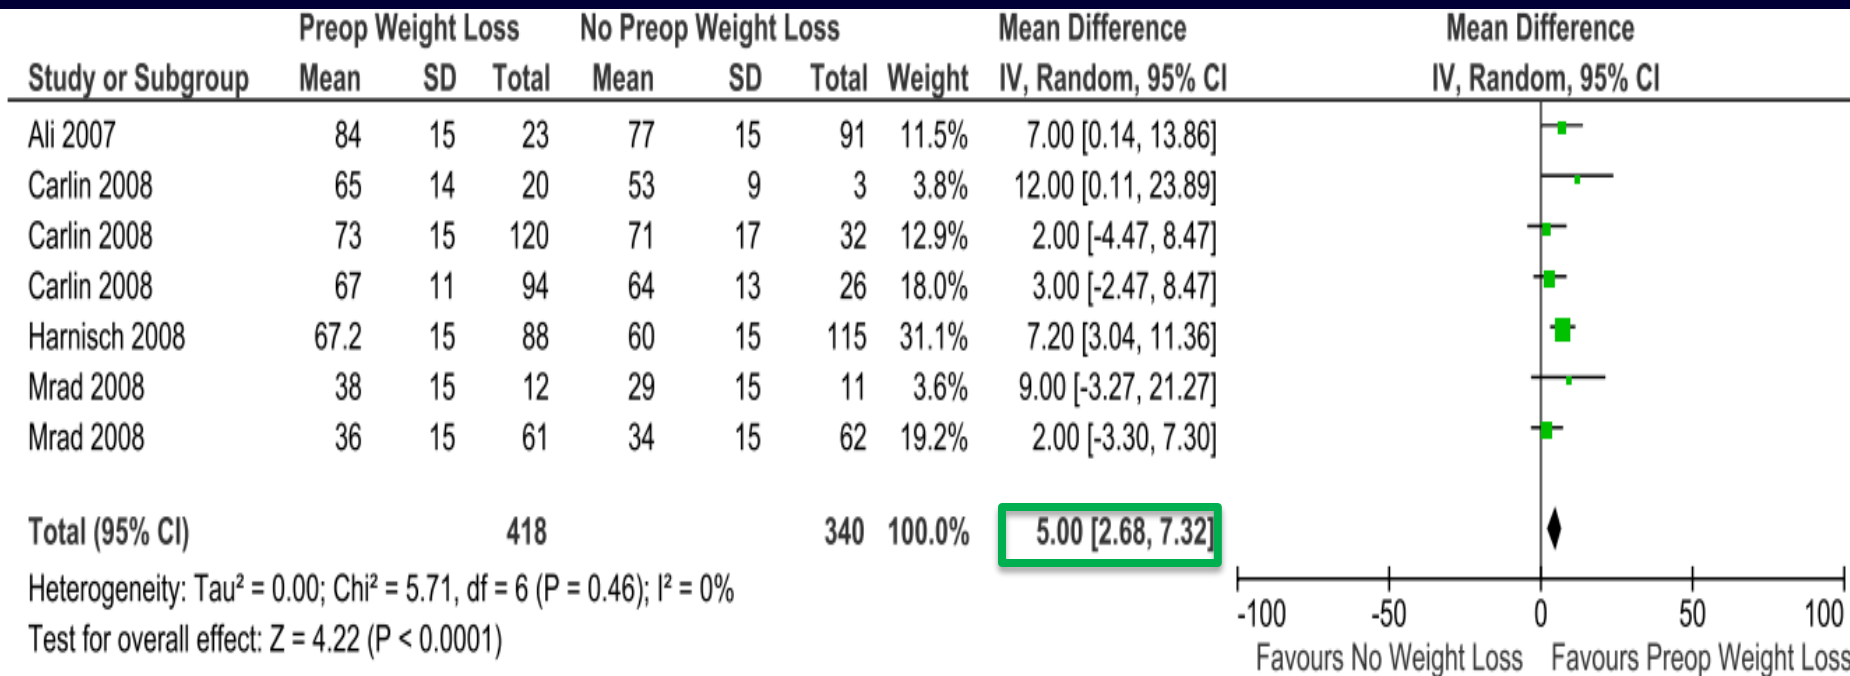 Preop Weight Loss No Preop Weight Loss Mean Difference Mean Difference
Study or Subgroup Mean SD Total Mean SD Total Weight IV, Random, 95% CI IV, Random, 95% CI
Ali 2007 84 15 23 77 15 91 11.5% 7.00 [0.14, 13.86]
Carlin 2008 65 14 20 53 9 3 3.8% 12.00 [0.11, 23.89]
Carlin 2008 73 15 120 71 17 32 12.9% 2.00 [-4.47, 8.47]
Carlin 2008 67 11 94 64 13 26 18.0% 3.00 [-2.47, 8.47]
Harnisch 2008 67.2 15 88 60 15 115 31.1% 7.20 [3.04, 11.36]
Mrad 2008 38 15 12 29 15 11 3.6% 9.00 [-3.27, 21.27]
Mrad 2008 36 15 61 34 15 62 19.2% 2.00 [-3.30, 7.30]
Total (95% CI) 418 340 100.0% 5.00 [2.68, 7.32]
Heterogeneity: Tau² = 0.00; Chi² = 5.71, df = 6 (P = 0.46); I² = 0%
Test for overall effect: Z = 4.22 (P < 0.0001)
-100 -50 0 50 100
Favours No Weight Loss Favours Preop Weight Loss